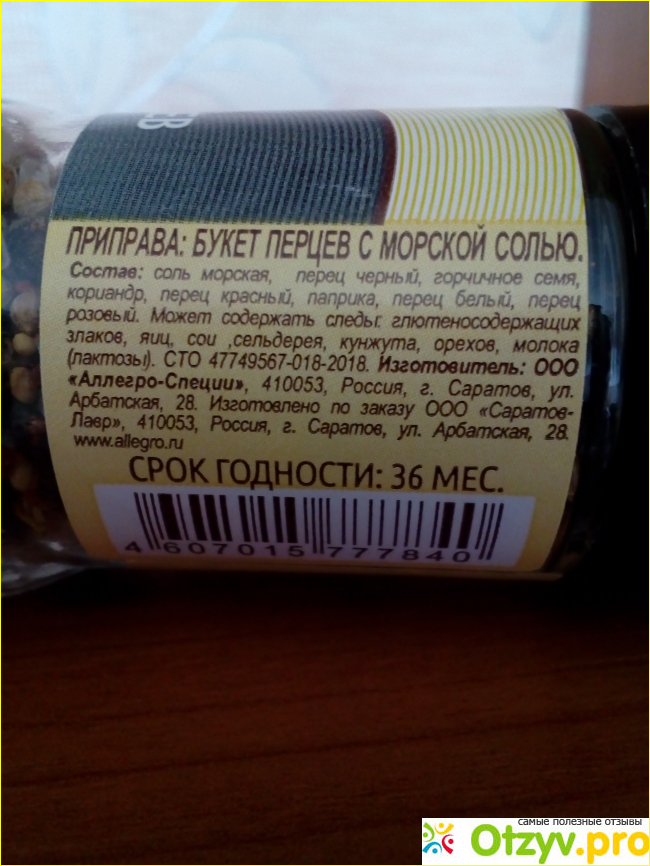 ЕВ
ПРИПРАВА: БУКЕТ ПЕРЦЕВ С МОРСКОЙ СОЛЬЮ.
Состав: соль морская, перец черный, горчичное семя,
кориандр, перец красный, паприка, перец белый, перец
розовый. Может содержать следы: глютеносодержащих
злаков, яиц, сои ,сельдерея, кунжута, орехов, молока
(лактозы). СТО 47749567-018-2018. Изготовитель: ООО
«Аллегро-Специи», 410053, Россия, г. Саратов, ул.
Арбатская, 28. Изготовлено по заказу ООО «Саратов-
Лавр», 410053, Россия, г. Саратов, ул. Арбатская, 28.
www.allegro.ru
СРОК ГОДНОСТИ: 36 МЕС.
4 607015 777840
самые полезные отзывы
Otzyv.pro